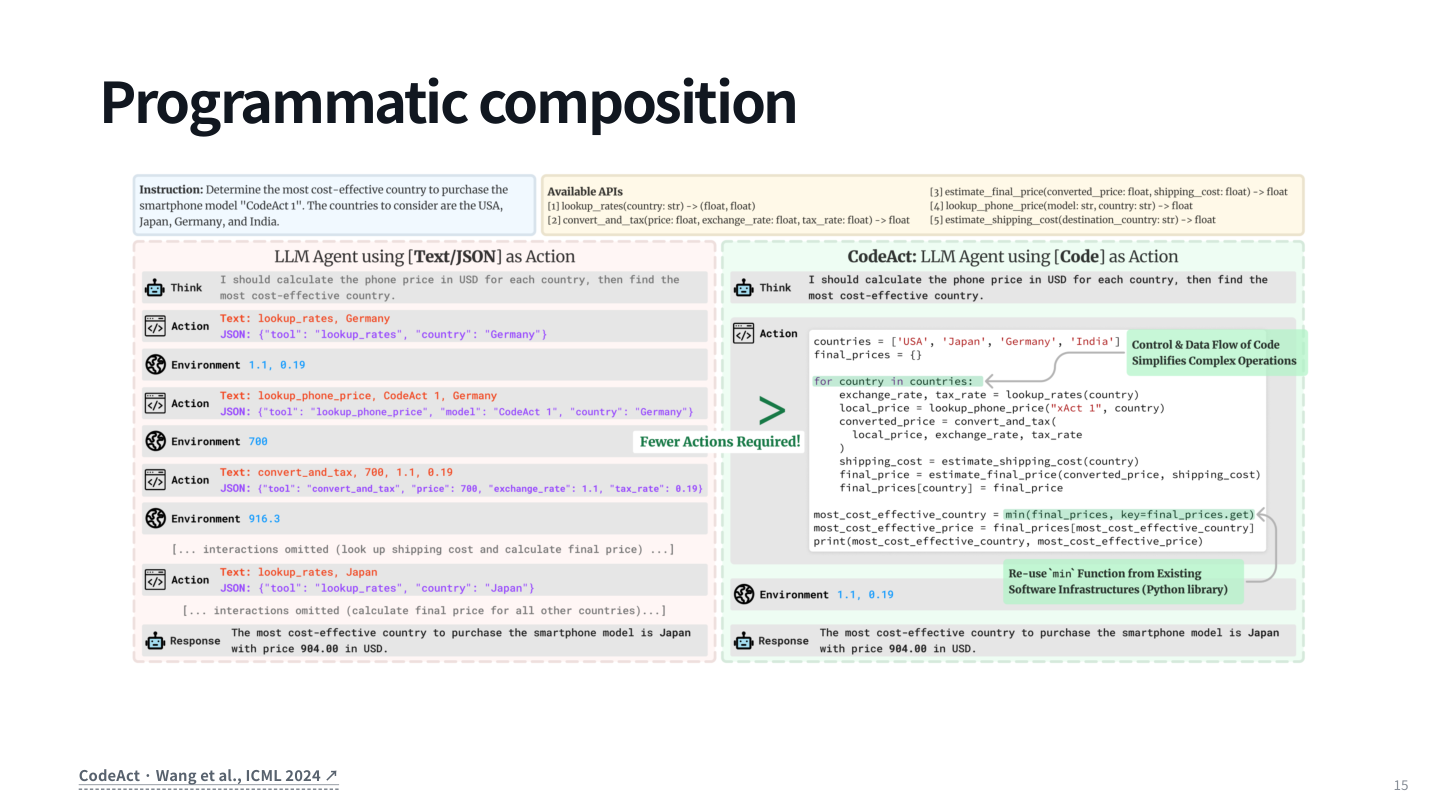 Programmatic composition
Instruction: Determine the most cost-effective country to purchase the
smartphone model "CodeAct 1". The countries to consider are the USA,
Japan, Germany, and India.
Available APIs
[1] lookup_rates(country: str) -> (float, float)
[2] convert_and_tax(price: float, exchange_rate: float, tax_rate: float) -> float
[3] estimate_final_price(converted_price: float, shipping_cost: float) -> float
[4] lookup_phone_price(model: str, country: str) -> float
[5] estimate_shipping_cost(destination_country: str) -> float
LLM Agent using [Text/JSON] as Action
Think
I should calculate the phone price in USD for each country, then find the
most cost-effective country.
Action
Text: lookup_rates, Germany
JSON: {"tool": "lookup_rates", "country": "Germany"}
Environment 1.1, 0.19
Action
Text: lookup_phone_price, CodeAct 1, Germany
JSON: {"tool": "lookup_phone_price", "model": "CodeAct 1", "country": "Germany"}
Environment 700
Action
Text: convert_and_tax, 700, 1.1, 0.19
JSON: {"tool": "convert_and_tax", "price": 700, "exchange_rate": 1.1, "tax_rate": 0.19}
Environment 916.3
[... interactions omitted (look up shipping cost and calculate final price) ...]
Action
Text: lookup_rates, Japan
JSON: {"tool": "lookup_rates", "country": "Japan"}
[... interactions omitted (calculate final price for all other countries)...]
Response
The most cost-effective country to purchase the smartphone model is Japan
with price 904.00 in USD.
>
Fewer Actions Required!
CodeAct: LLM Agent using [Code] as Action
Think
I should calculate the phone price in USD for each country, then find the
most cost-effective country.
Action
countries = ['USA', 'Japan', 'Germany', 'India']
final_prices = {}
for country in countries:
exchange_rate, tax_rate = lookup_rates(country)
local_price = lookup_phone_price("xAct 1", country)
converted_price = convert_and_tax(
local_price, exchange_rate, tax_rate
)
shipping_cost = estimate_shipping_cost(country)
final_price = estimate_final_price(converted_price, shipping_cost)
final_prices[country] = final_price
most_cost_effective_country = min(final_prices, key=final_prices.get)
most_cost_effective_price = final_prices[most_cost_effective_country]
print(most_cost_effective_country, most_cost_effective_price)
Control & Data Flow of Code
Simplifies Complex Operations
Re-use `min` Function from Existing
Software Infrastructures (Python library)
Environment 1.1, 0.19
Response
The most cost-effective country to purchase the smartphone model is Japan
with price 904.00 in USD.
CodeAct · Wang et al., ICML 2024 ↗
15